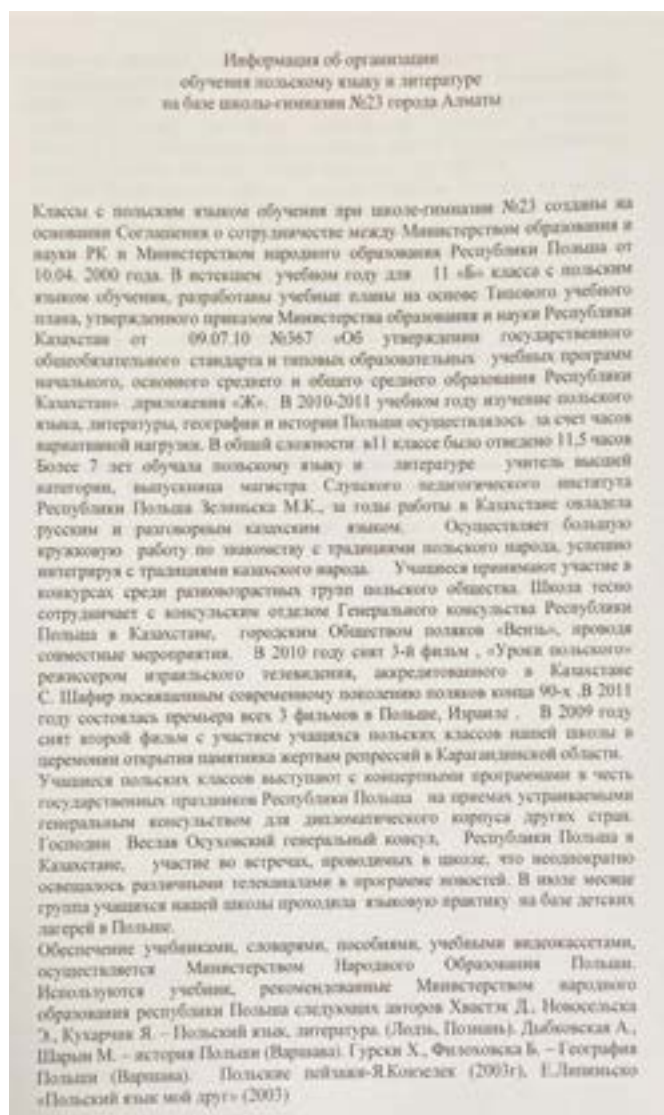 Информация об организации
обучения польскому языку и литературе
на базе школы-гимназии №23 города Алматы
Классы с польским языком обучения при школе-гимназии №23 созданы на
основании Соглашения о сотрудничестве между Министерством образования и
науки РК и Министерством народного образования Республики Польша от
10.04. 2000 года. В истекшем учебном году для 11 «Б» класса с польским
языком обучения, разработаны учебные планы на основе Типового учебного
плана, утвержденного приказом Министерства образования и науки Республики
Казахстан от 09.07.10 №367 «Об утверждении государственного
общеобязательного стандарта и типовых образовательных учебных программ
начального, основного среднего и общего среднего образования Республики
Казахстан» .приложения «Ж». В 2010-2011 учебном году изучение польского
языка, литературы, географии и истории Польши осуществлялось за счет часов
вариативной нагрузки. В общей сложности в11 классе было отведено 11,5 часов
Более 7 лет обучала польскому языку и литературе учитель высшей
категории, выпускница магистра Слупского педагогического института
Республики Польша Зелиньска М.К., за годы работы в Казахстане овладела
русским и разговорным казахским языком. Осуществляет большую
кружковую работу по знакомству с традициями польского народа, успешно
интегрируя с традициями казахского народа. Учащиеся принимают участие в
конкурсах среди разновозрастных групп польского общества. Школа тесно
сотрудничает с консульским отделом Генерального консульства Республики
Польша в Казахстане, городским Обществом поляков «Вензь», проводя
совместные мероприятия. В 2010 году снят 3-й фильм , «Уроки польского»
режиссером израильского телевидения, аккредитованного в Казахстане
С. Шафир посвященным современному поколению поляков конца 90-х .В 2011
году состоялась премьера всех 3 фильмов в Польше, Израиле . В 2009 году
снят второй фильм с участием учащихся польских классов нашей школы в
церемонии открытия памятника жертвам репрессий в Карагандинской области.
Учащиеся польских классов выступают с концертными программами в честь
государственных праздников Республики Польша на приемах устраиваемыми
генеральным консульством для дипломатического корпуса других стран.
Господин Веслав Осуховский генеральный консул, Республики Польша в
Казахстане, участие во встречах, проводимых в школе, что неоднократно
освещалось различными телеканалами в программе новостей. В июле месяце
группа учащихся нашей школы проходила языковую практику на базе детских
лагерей в Польше.
Обеспечение учебниками, словарями, пособиями, учебными видеокассетами,
осуществляется Министерством Народного Образования Польши.
Используются учебник, рекомендованные Министерством народного
образования республики Польша следующих авторов Хвастэк Д., Новосельска
Э., Кухарчик Я. – Польский язык, литература. (Лодзь, Познань). Дыбковская А.,
Шарын М. – история Польши (Варшава). Гурски Х., Филоховска Б. – География
Польши (Варшава). Польские пейзажи-Я.Конзелек (2003г), Е.Липиньско
«Польский язык мой друг» (2003)